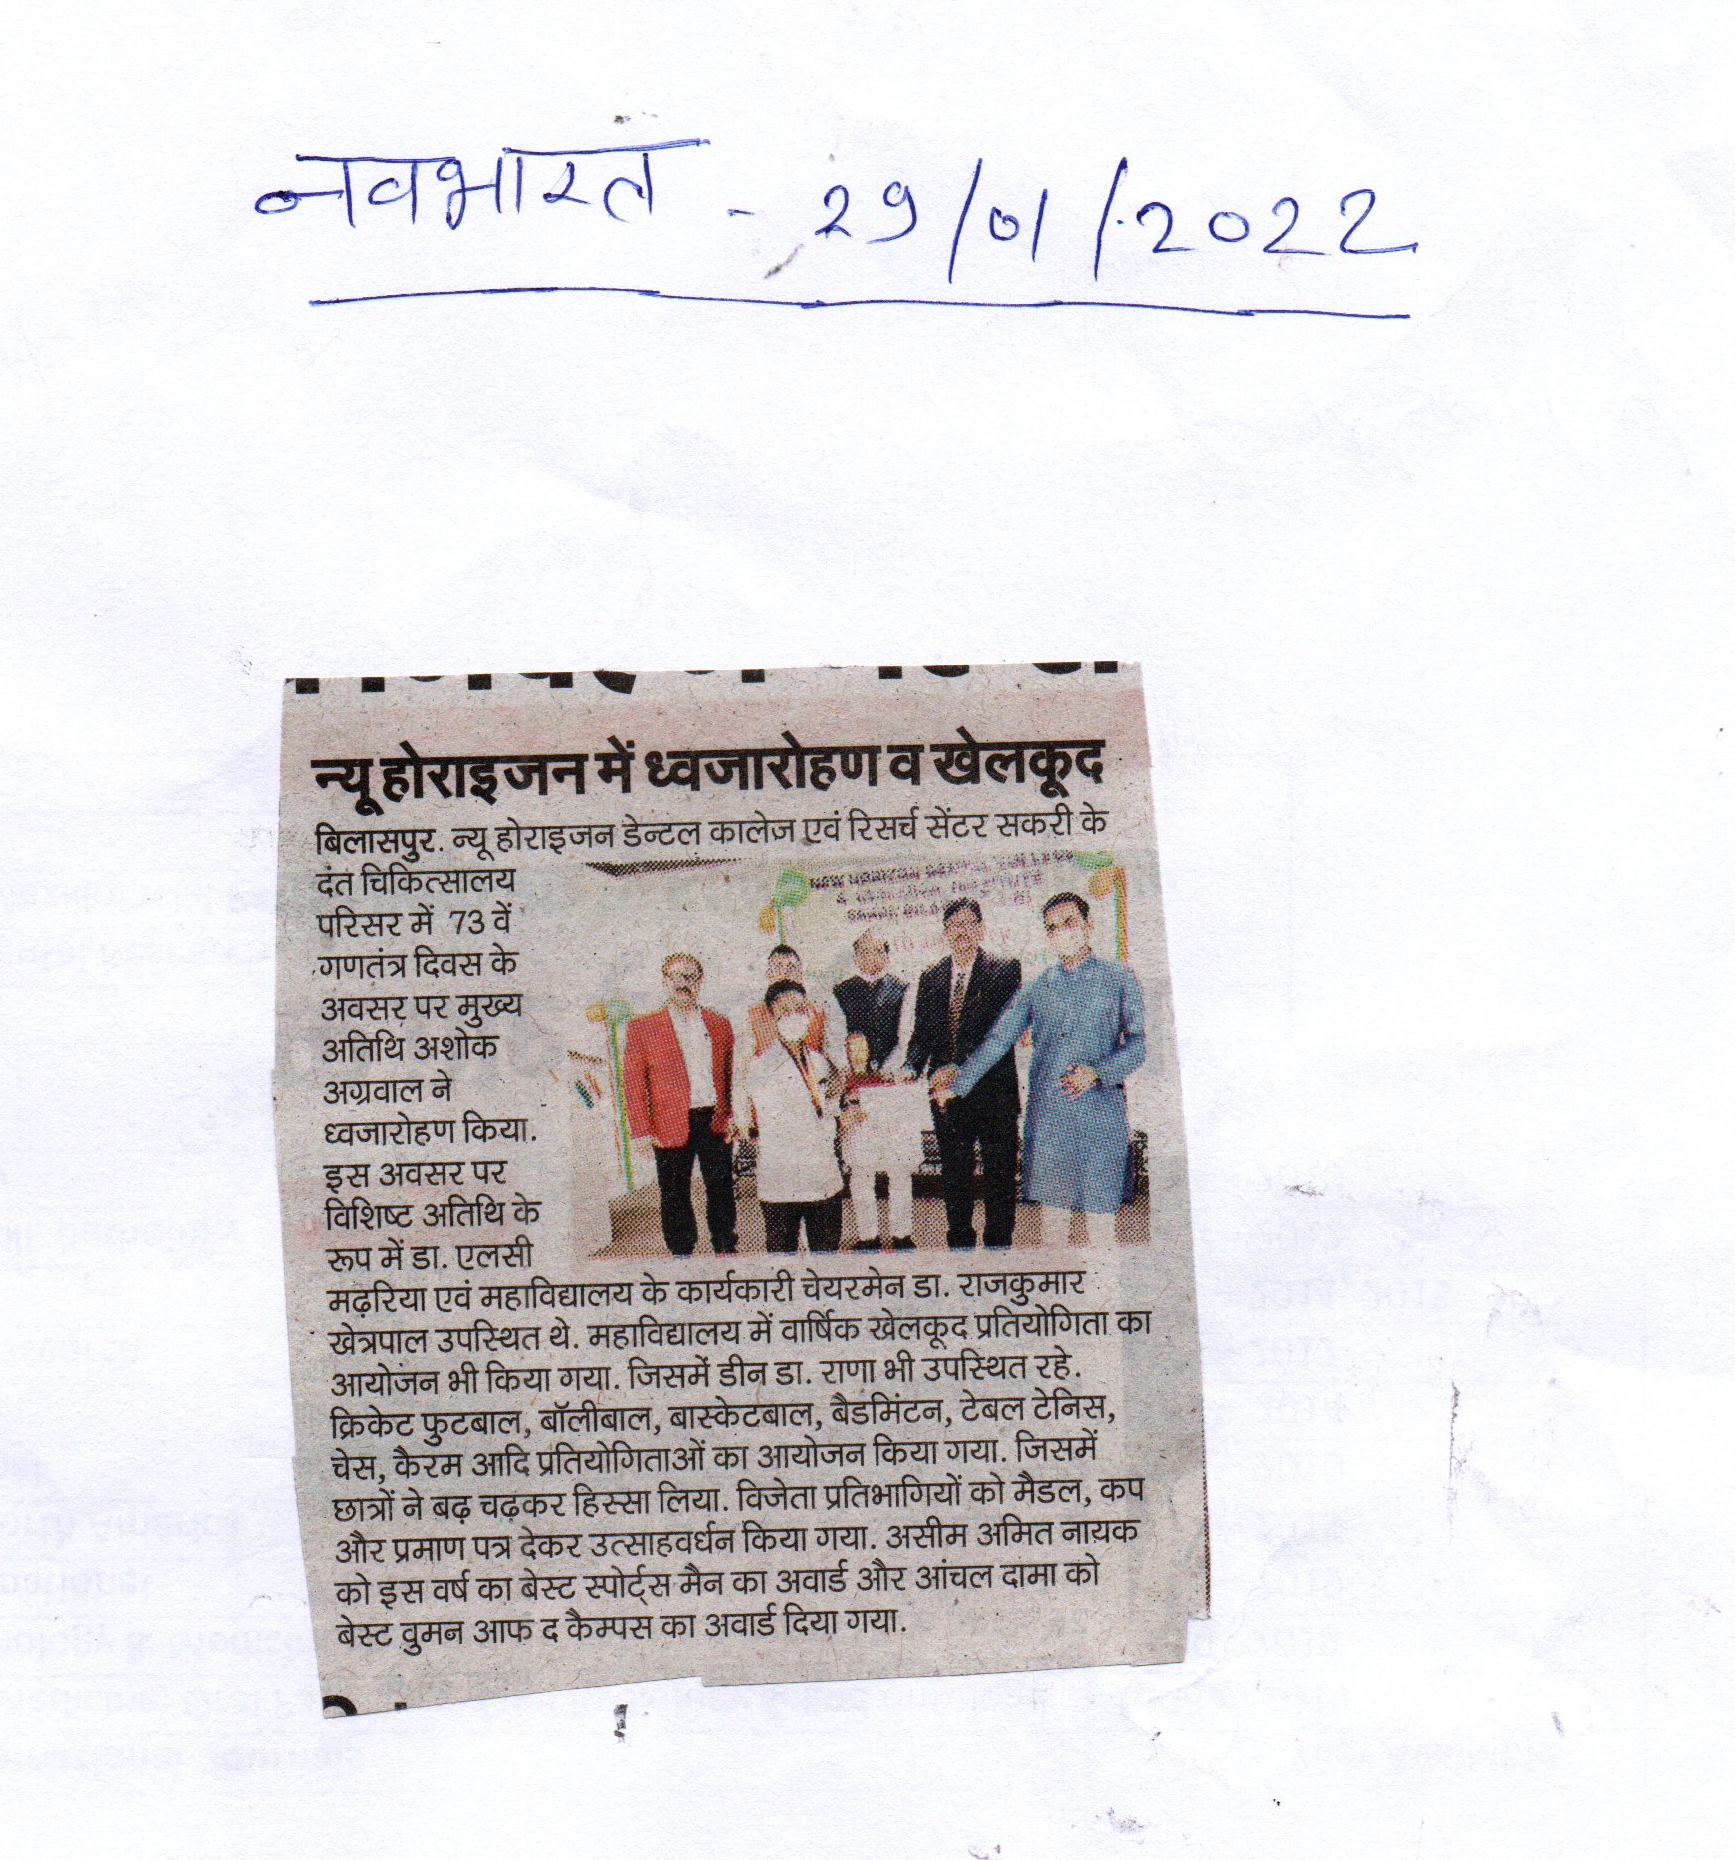 नवभारत - 29/01/2022
न्यू होराइजन में ध्वजारोहण व खेलकूद
बिलासपुर. न्यू होराइजन डेन्टल कालेज एवं रिसर्च सेंटर सकरी के
दंत चिकित्सालय
परिसर में 73 वें
गणतंत्र दिवस के
अवसर पर मुख्य
अतिथि अशोक
अग्रवाल ने
ध्वजारोहण किया.
इस अवसर पर
विशिष्ट अतिथि के
रूप में डा. एलसी
मढ़रिया एवं महाविद्यालय के कार्यकारी चेयरमेन डा. राजकुमार
खेत्रपाल उपस्थित थे. महाविद्यालय में वार्षिक खेलकूद प्रतियोगिता का
आयोजन भी किया गया. जिसमें डीन डा. राणा भी उपस्थित रहे.
क्रिकेट फुटबाल, बॉलीबाल, बास्केटबाल, बैडमिंटन, टेबल टेनिस,
चेस, कैरम आदि प्रतियोगिताओं का आयोजन किया गया. जिसमें
छात्रों ने बढ़ चढ़कर हिस्सा लिया. विजेता प्रतिभागियों को मैडल, कप
और प्रमाण पत्र देकर उत्साहवर्धन किया गया. असीम अमित नायक
को इस वर्ष का बेस्ट स्पोर्ट्स मैन का अवार्ड और आंचल दामा को
बेस्ट वुमन आफ द कैम्पस का अवार्ड दिया गया.
NEW HORIZON DENTAL COLLEGE